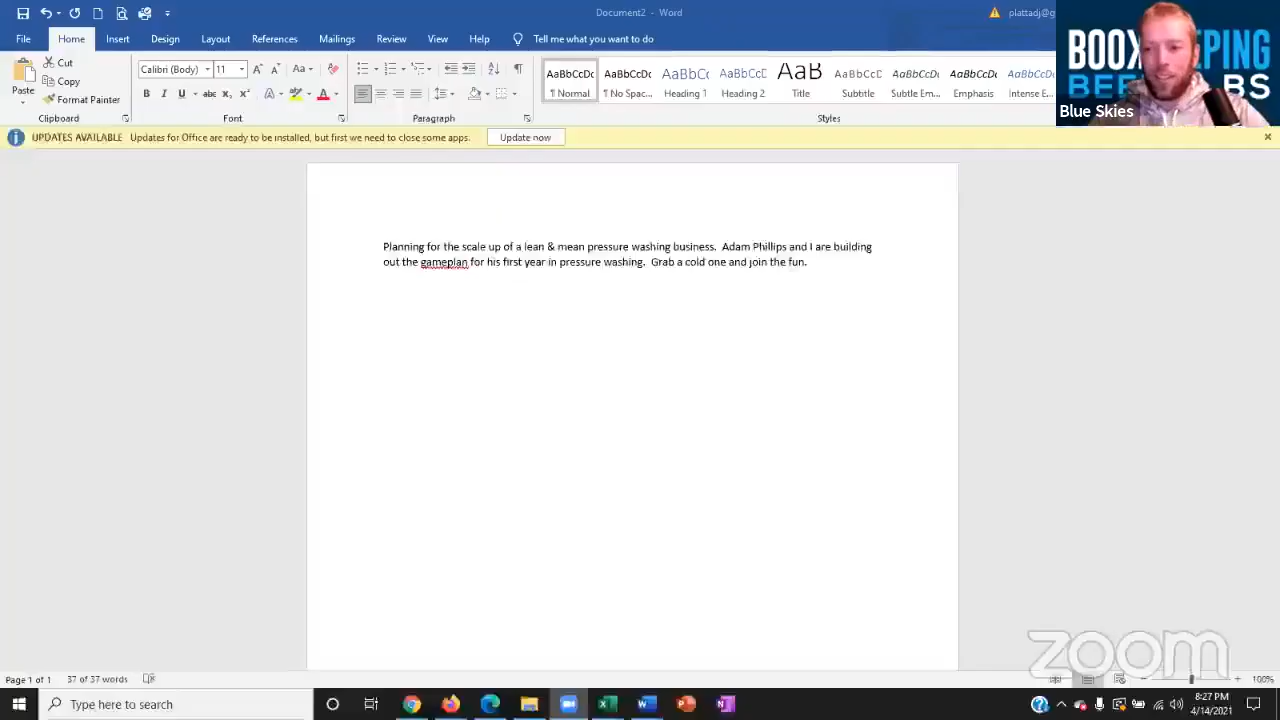 Document2 - Word
plattadj@g
File Home Insert Design Layout References Mailings Review View Help Tell me what you want to do
Paste
Cut
Copy
Format Painter
Clipboard
Calibri (Body) 11
Font
Paragraph
AaBbCcDc AaBbCcDc AaBbCc AaBbCcC AaB AaBbCcC AaBbCcDc AaBbCcDc AaBbCcDc
¶ Normal ¶ No Spac... Heading 1 Heading 2 Title Subtitle Subtle Em... Emphasis Intense E...
Styles
Blue Skies
UPDATES AVAILABLE Updates for Office are ready to be installed, but first we need to close some apps. Update now
Planning for the scale up of a lean & mean pressure washing business. Adam Phillips and I are building
out the gameplan for his first year in pressure washing. Grab a cold one and join the fun.
zoom
Page 1 of 1 37 of 37 words 100%
Type here to search
8:27 PM
4/14/2021